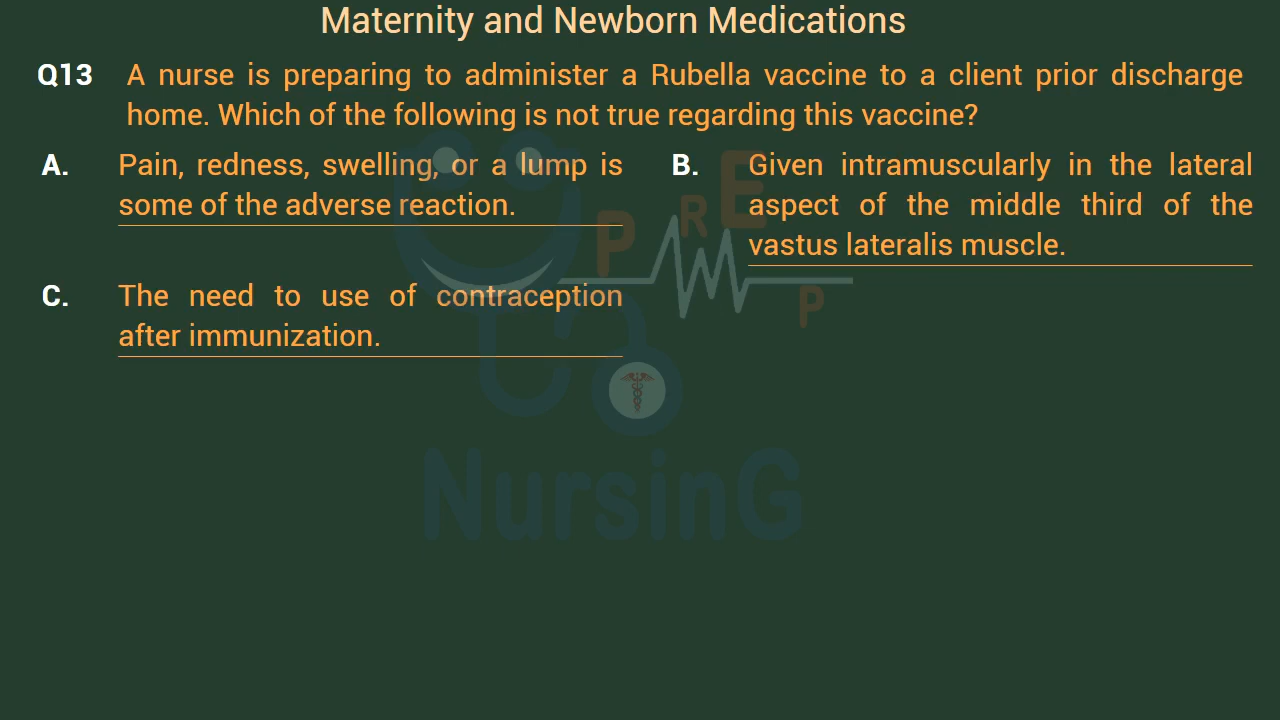 Maternity and Newborn Medications
Q13 A nurse is preparing to administer a Rubella vaccine to a client prior discharge
home. Which of the following is not true regarding this vaccine?
A. Pain, redness, swelling, or a lump is
some of the adverse reaction.
B. Given intramuscularly in the lateral
aspect of the middle third of the
vastus lateralis muscle.
C. The need to use of contraception
after immunization.
PREP
NursinG